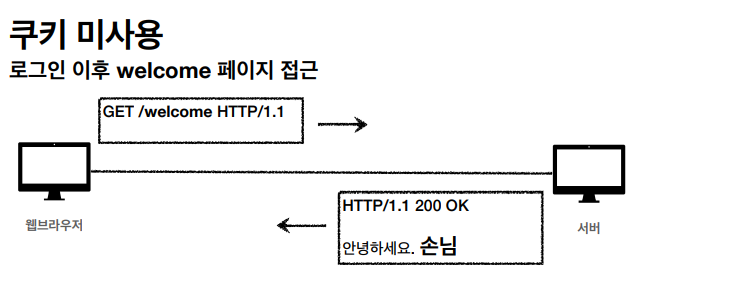 쿠키 미사용
로그인 이후 welcome 페이지 접근
GET /welcome HTTP/1.1
웹브라우저
HTTP/1.1 200 OK
안녕하세요. 손님
서버